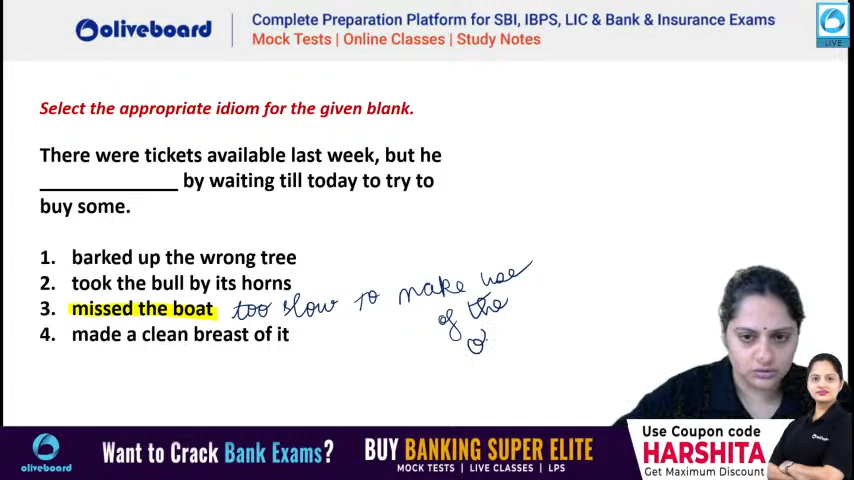 oliveboard
Complete Preparation Platform for SBI, IBPS, LIC & Bank & Insurance Exams
Mock Tests | Online Classes | Study Notes
LIVE
Select the appropriate idiom for the given blank.
There were tickets available last week, but he
_____________ by waiting till today to try to
buy some.
1. barked up the wrong tree
2. took the bull by its horns
3. missed the boat too slow to make use
of the
4. made a clean breast of it
oliveboard
Want to Crack Bank Exams?
BUY BANKING SUPER ELITE
MOCK TESTS | LIVE CLASSES | LPS
Use Coupon code
HARSHITA
Get Maximum Discount